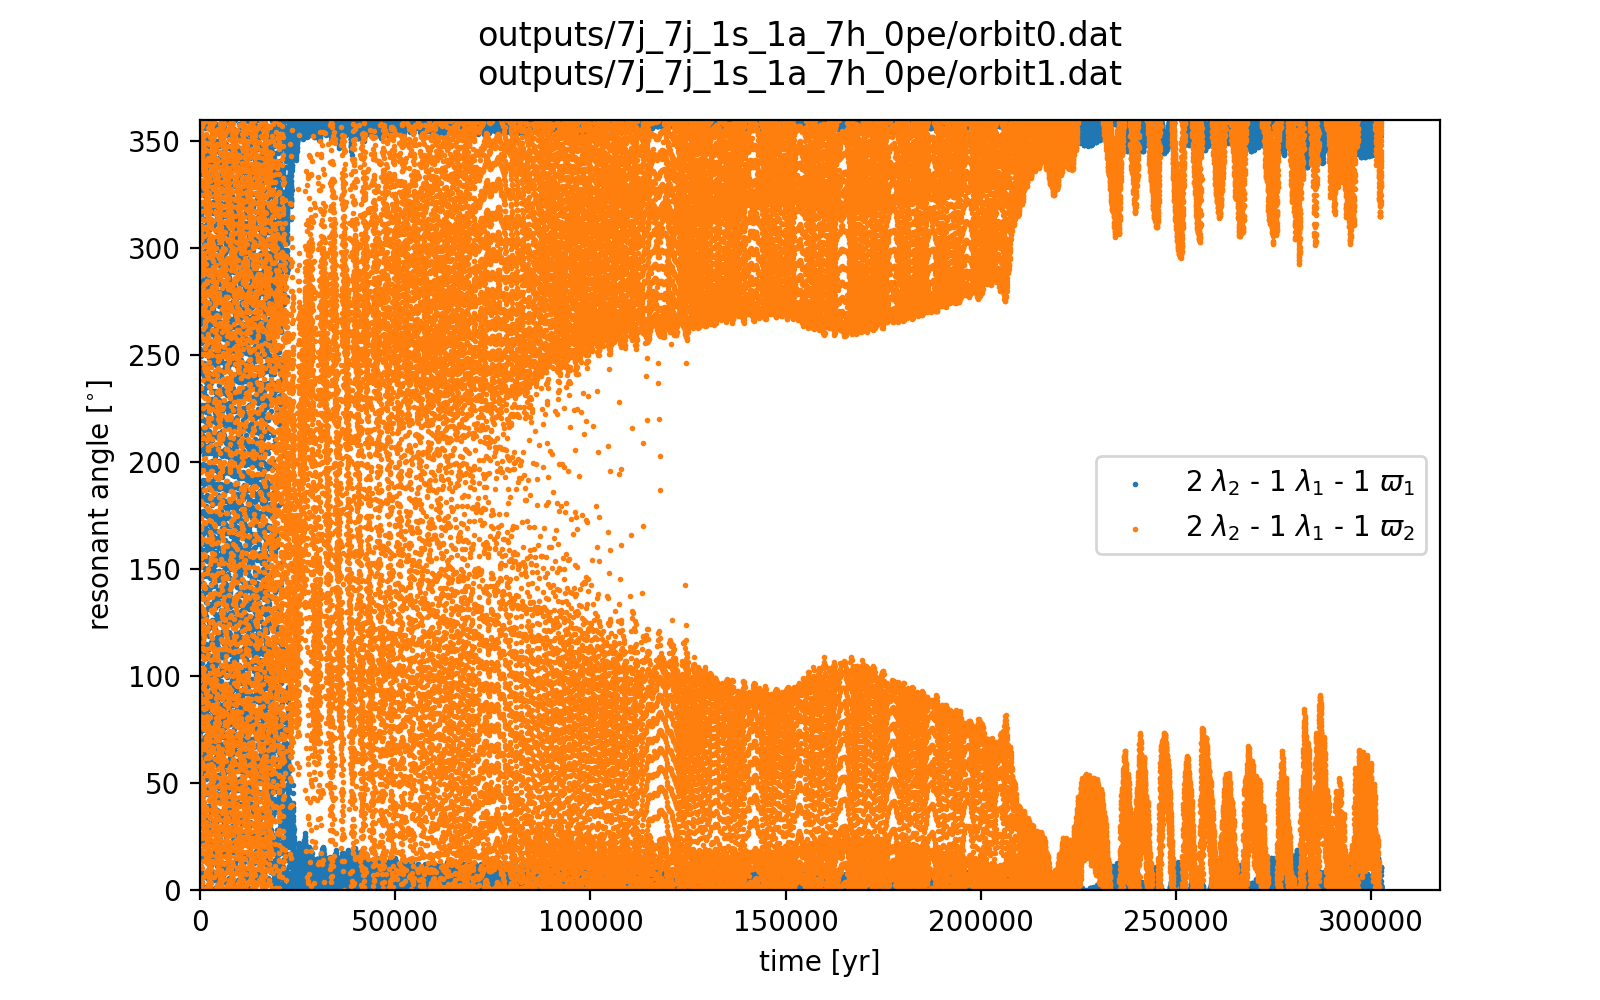 outputs/7j_7j_1s_1a_7h_0pe/orbit0.dat
outputs/7j_7j_1s_1a_7h_0pe/orbit1.dat
350
300
250
200
150
100
50
0
resonant angle [°]
2 λ₂ - 1 λ₁ - 1 ϖ₁
2 λ₂ - 1 λ₁ - 1 ϖ₂
0 50000 100000 150000 200000 250000 300000
time [yr]